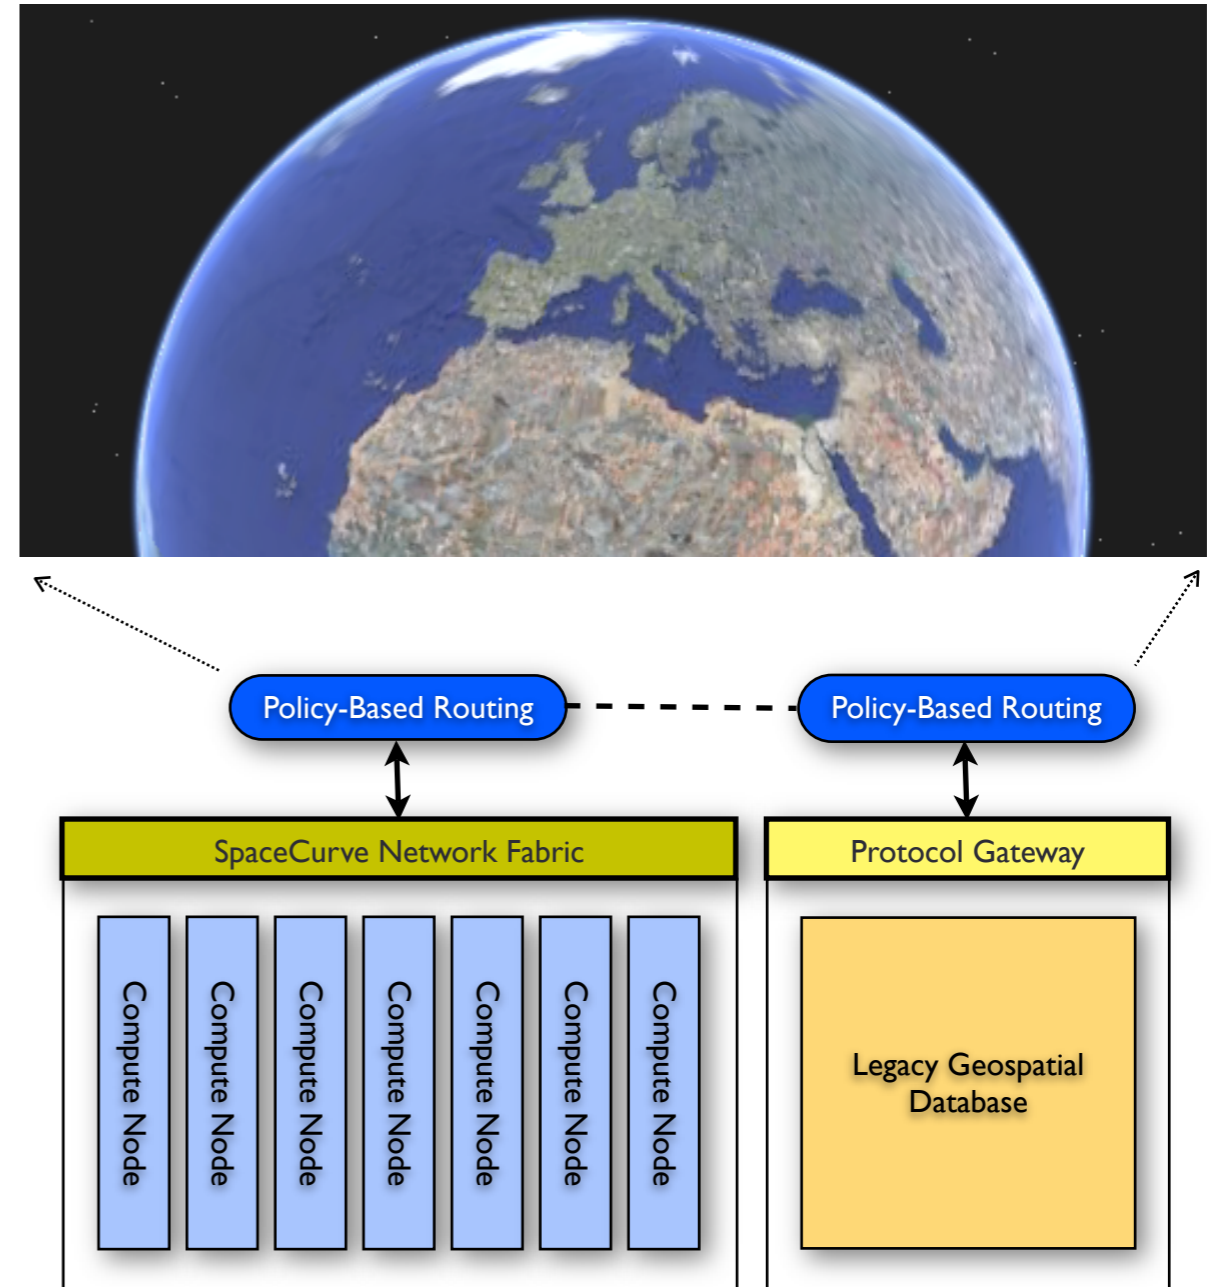 Policy-Based Routing
Policy-Based Routing
SpaceCurve Network Fabric
Protocol Gateway
Compute Node
Compute Node
Compute Node
Compute Node
Compute Node
Compute Node
Compute Node
Legacy Geospatial
Database